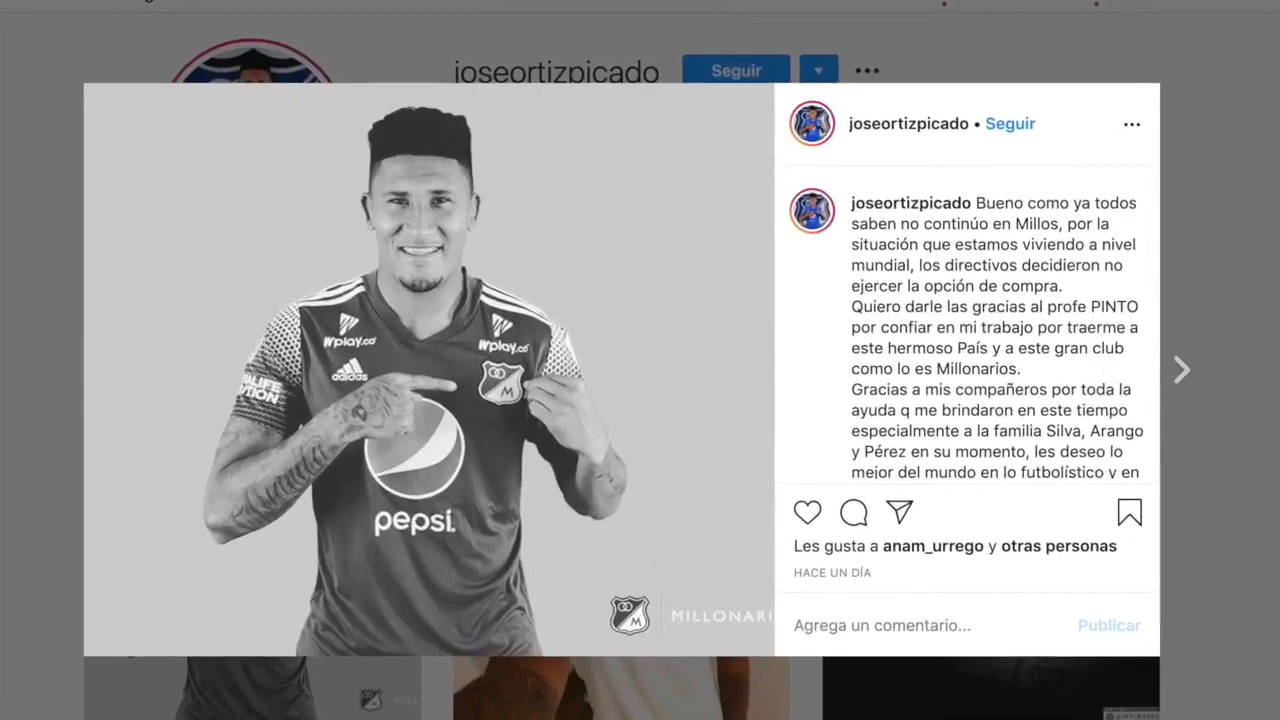 joseortizpicado Seguir
joseortizpicado • Seguir
joseortizpicado Bueno como ya todos
saben no continúo en Millos, por la
situación que estamos viviendo a nivel
mundial, los directivos decidieron no
ejercer la opción de compra.
Quiero darle las gracias al profe PINTO
por confiar en mi trabajo por traerme a
este hermoso País y a este gran club
como lo es Millonarios.
Gracias a mis compañeros por toda la
ayuda q me brindaron en este tiempo
especialmente a la familia Silva, Arango
y Pérez en su momento, les deseo lo
mejor del mundo en lo futbolístico y en
Les gusta a anam_urrego y otras personas
HACE UN DÍA
Agrega un comentario... Publicar
Wplay.co Wplay.co
adidas
M
pepsi
M MILLONARI